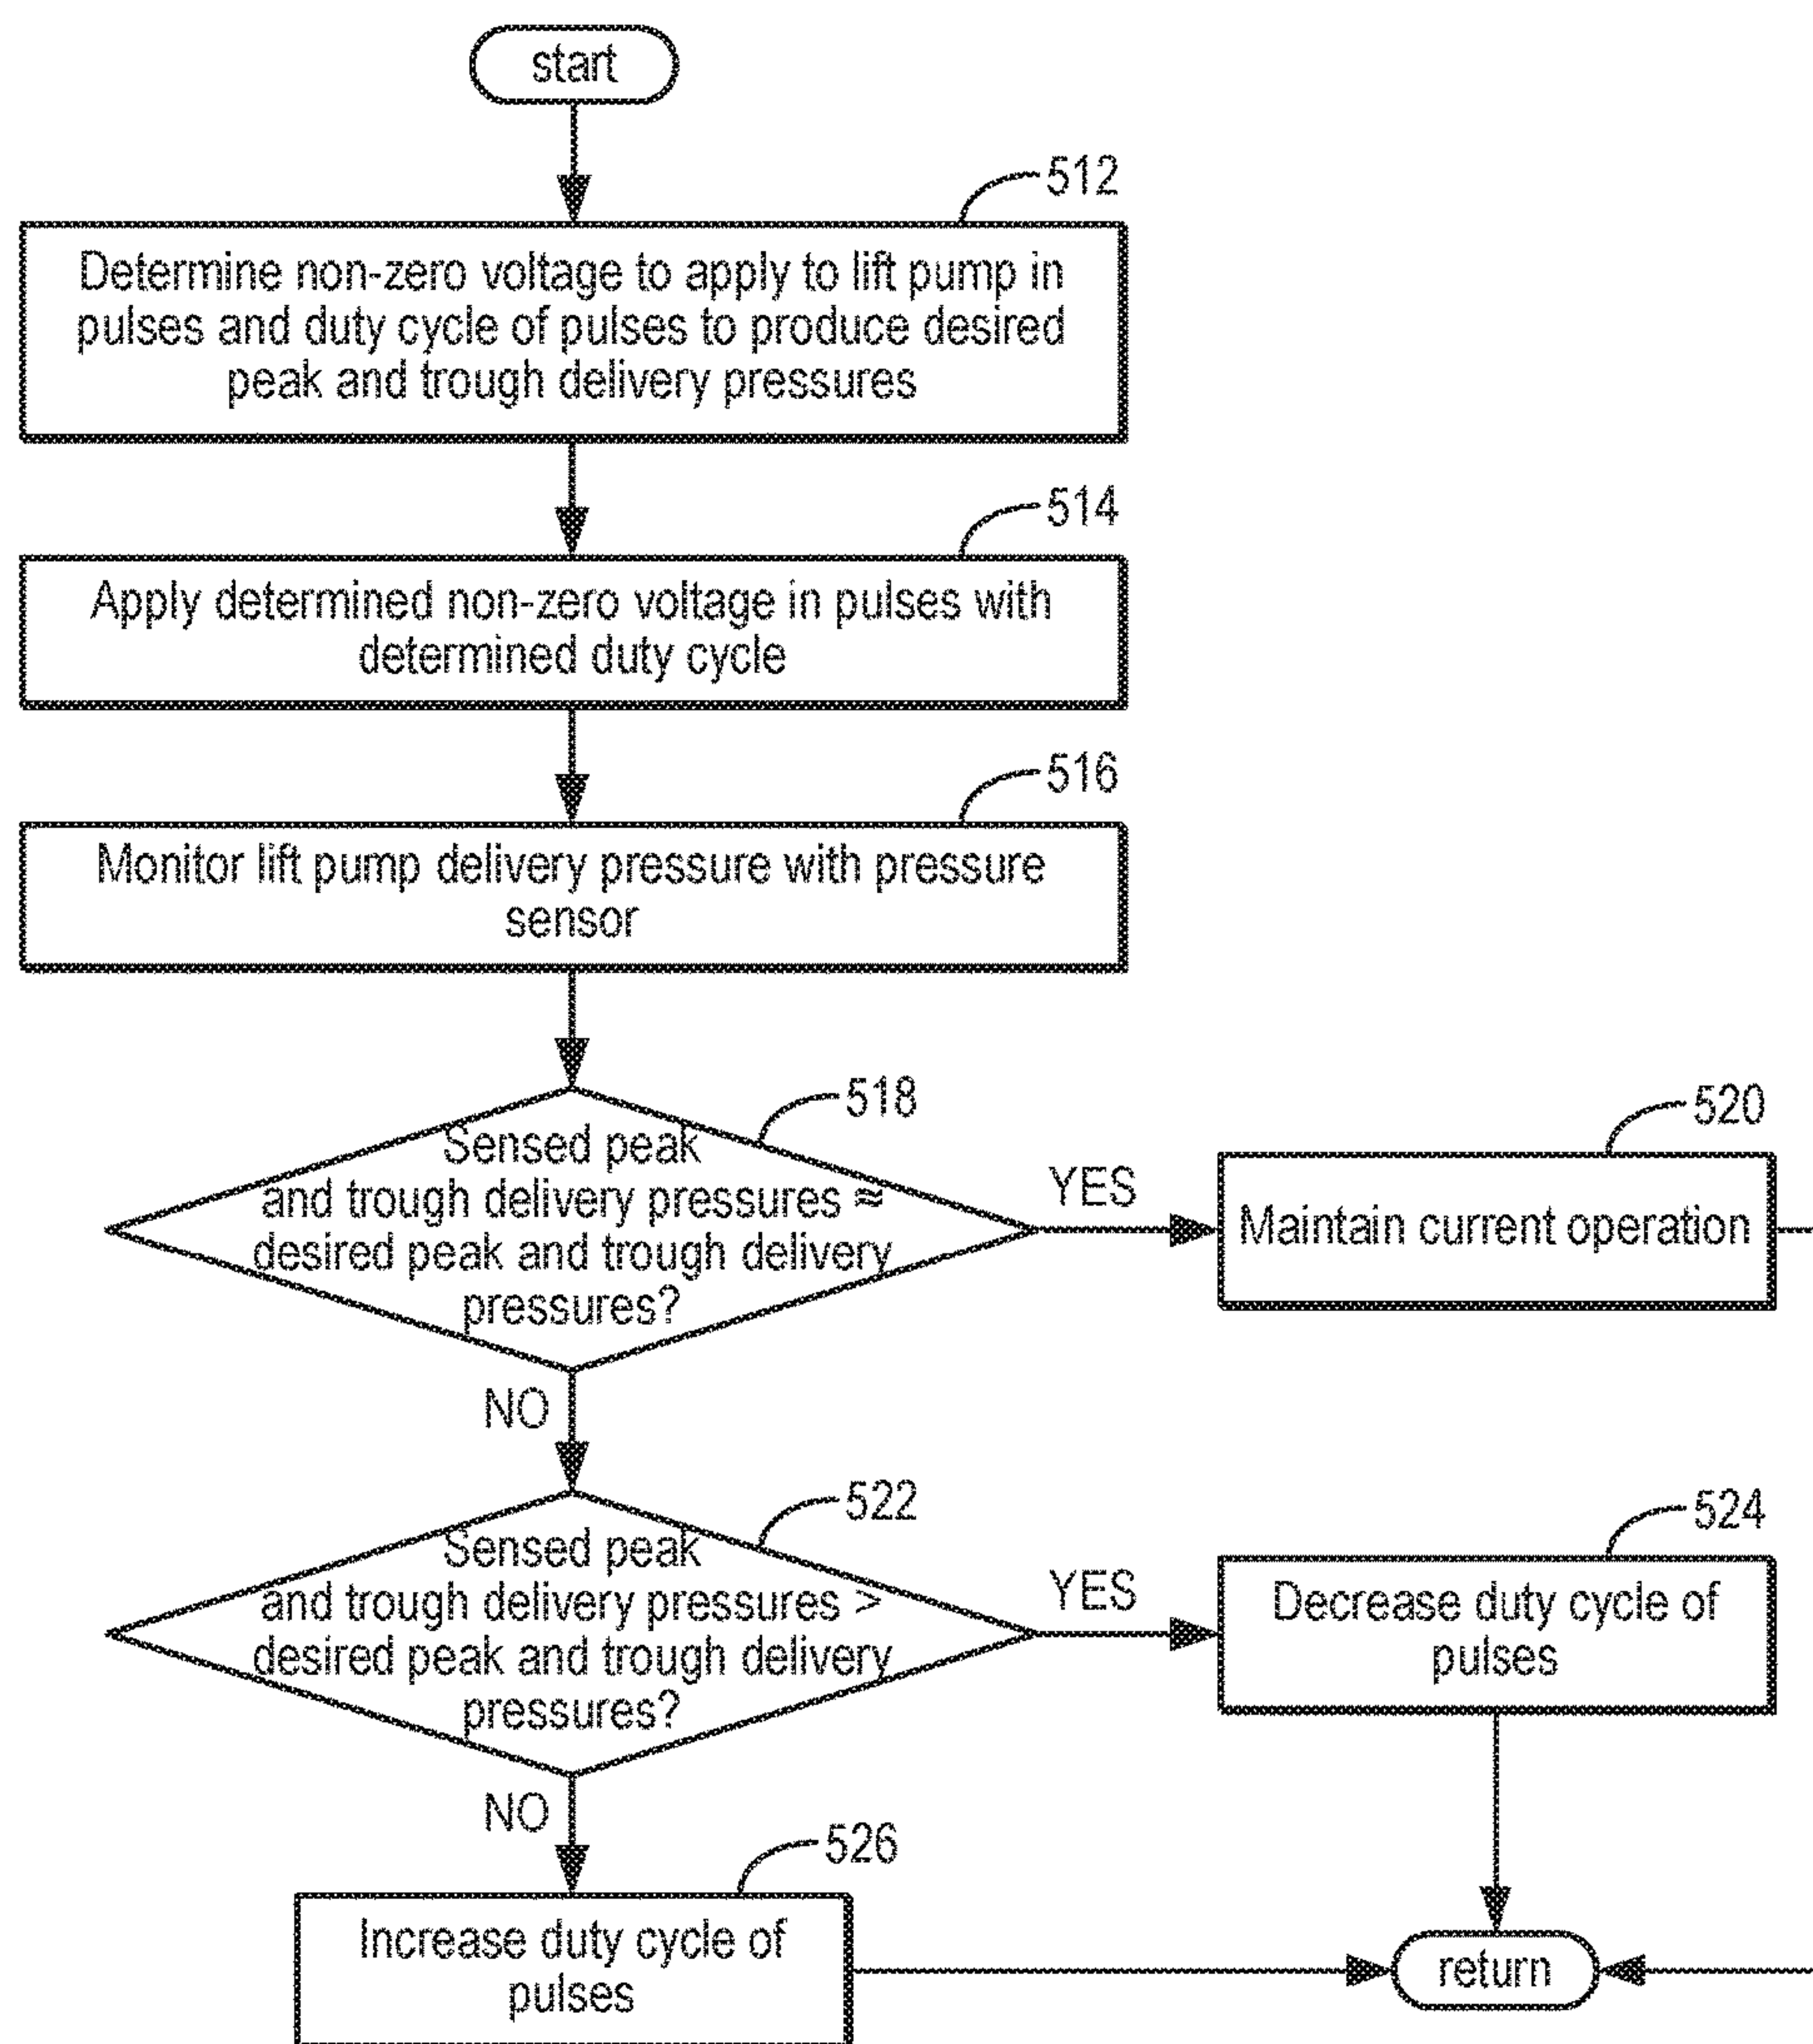 start
512
Determine non-zero voltage to apply to lift pump in
pulses and duty cycle of pulses to produce desired
peak and trough delivery pressures
514
Apply determined non-zero voltage in pulses with
determined duty cycle
516
Monitor lift pump delivery pressure with pressure
sensor
518
Sensed peak
and trough delivery pressures ≈
desired peak and trough delivery
pressures?
YES
520
Maintain current operation
NO
522
Sensed peak
and trough delivery pressures >
desired peak and trough delivery
pressures?
YES
524
Decrease duty cycle of
pulses
NO
526
Increase duty cycle of
pulses
return